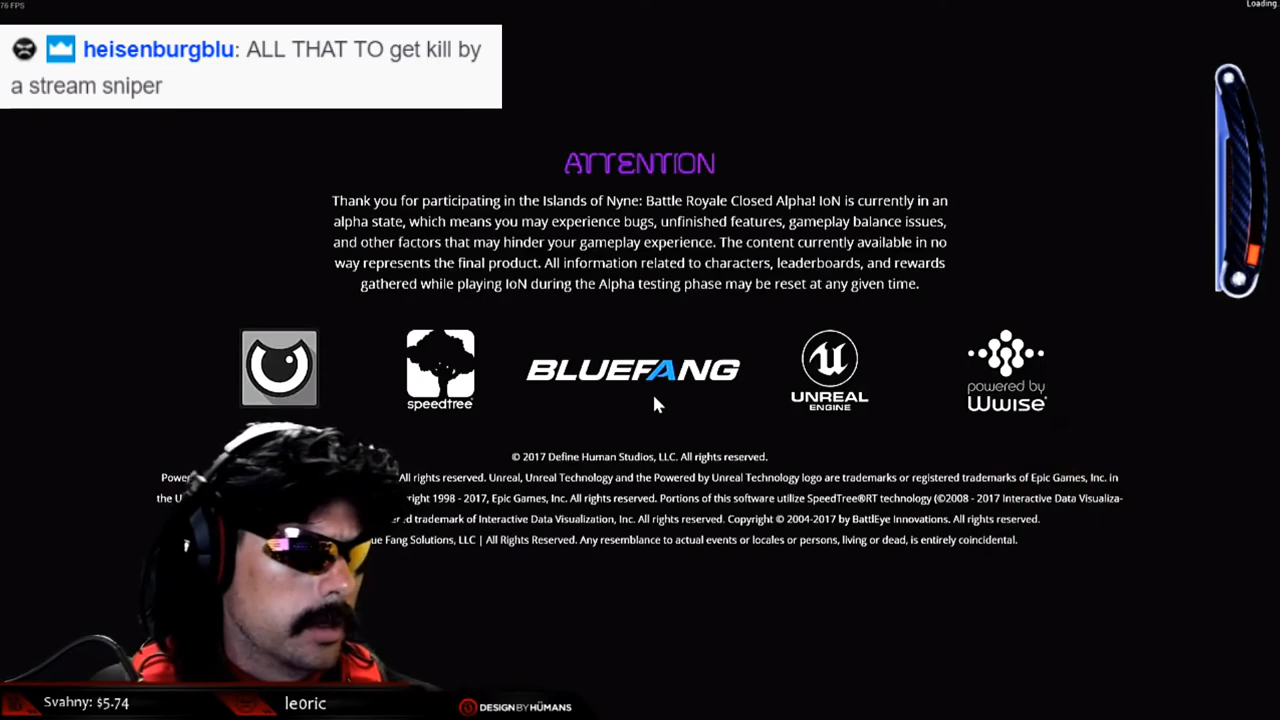 76 FPS
Loading.
heisenburgblu: ALL THAT TO get kill by
a stream sniper
ATTENTION
Thank you for participating in the Islands of Nyne: Battle Royale Closed Alpha! IoN is currently in an
alpha state, which means you may experience bugs, unfinished features, gameplay balance issues,
and other factors that may hinder your gameplay experience. The content currently available in no
way represents the final product. All information related to characters, leaderboards, and rewards
gathered while playing IoN during the Alpha testing phase may be reset at any given time.
speedtree
BLUEFANG
UNREAL
ENGINE
powered by
Wwise
© 2017 Define Human Studios, LLC. All rights reserved.
All rights reserved. Unreal, Unreal Technology and the Powered by Unreal Technology logo are trademarks or registered trademarks of Epic Games, Inc. in
the 1998 - 2017, Epic Games, Inc. All rights reserved. Portions of this software utilize SpeedTree®RT technology (©2008 - 2017 Interactive Data Visualiza-
trademark of Interactive Data Visualization, Inc. All rights reserved. Copyright © 2004-2017 by BattlEye Innovations. All rights reserved.
Fang Solutions, LLC | All Rights Reserved. Any resemblance to actual events or locales or persons, living or dead, is entirely coincidental.
Svahny: $5.74
le0ric
DESIGN BY HÜMANS